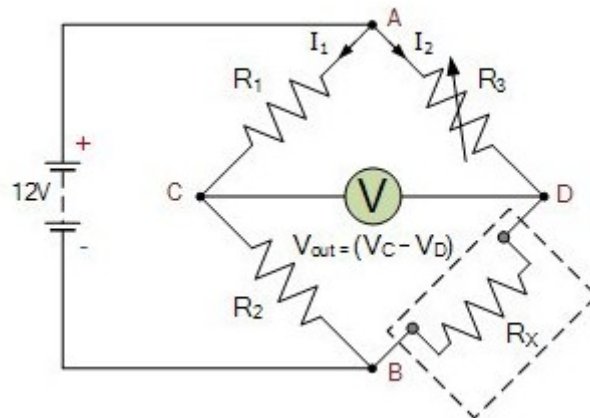 A
I₁
I₂
R₁
R₃
+
12V
-
C
V
D
Vout = (VC – VD)
R₂
RX
B